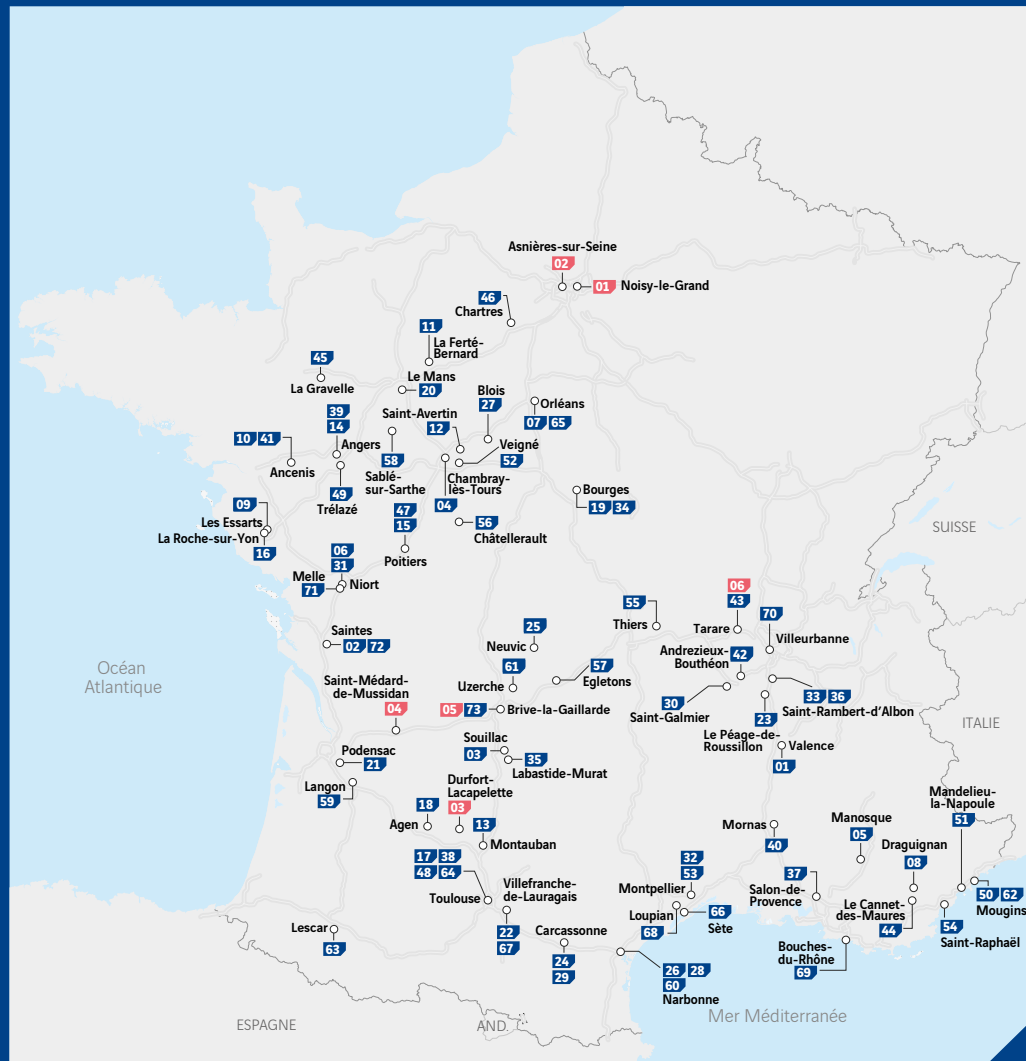 Asnières-sur-Seine
02
01 Noisy-le-Grand
46
Chartres
11
La Ferté-
Bernard
45
La Gravelle
Le Mans
20
Blois
27
Orléans
07 65
Saint-Avertin
12
39
14
Angers
10 41
Ancenis
58
Sablé-
sur-Sarthe
Veigné
52
Chambray-
lès-Tours
04
49
Trélazé
Bourges
19 34
09
Les Essarts
La Roche-sur-Yon
16
47
15
Poitiers
56
Châtellerault
SUISSE
06
31
Niort
Melle
71
55
Thiers
06
43
Tarare
70
Villeurbanne
Saintes
02 72
25
Neuvic
Andrezieux-
Bouthéon
42
61
Uzerche
57
Egletons
Océan
Atlantique
Saint-Médard-
de-Mussidan
04
05 73 Brive-la-Gaillarde
30
Saint-Galmier
33 36
Saint-Rambert-d'Albon
23
Le Péage-de-
Roussillon
ITALIE
Souillac
03
35
Labastide-Murat
Podensac
21
Valence
01
Langon
59
Durfort-
Lacapelette
03
Mandelieu-
la-Napoule
51
18
Agen
13
Montauban
Mornas
40
Manosque
05
Draguignan
08
17 38
48 64
Toulouse
Villefranche-
de-Lauragais
22
67
32
53
Montpellier
37
Salon-de-
Provence
50 62
Mougins
Loupian
68
66
Sète
Le Cannet-
des-Maures
44
54
Saint-Raphaël
Lescar
63
Carcassonne
24
29
Bouches-
du-Rhône
69
26 28
60
Narbonne
Mer Méditerranée
ESPAGNE
AND.